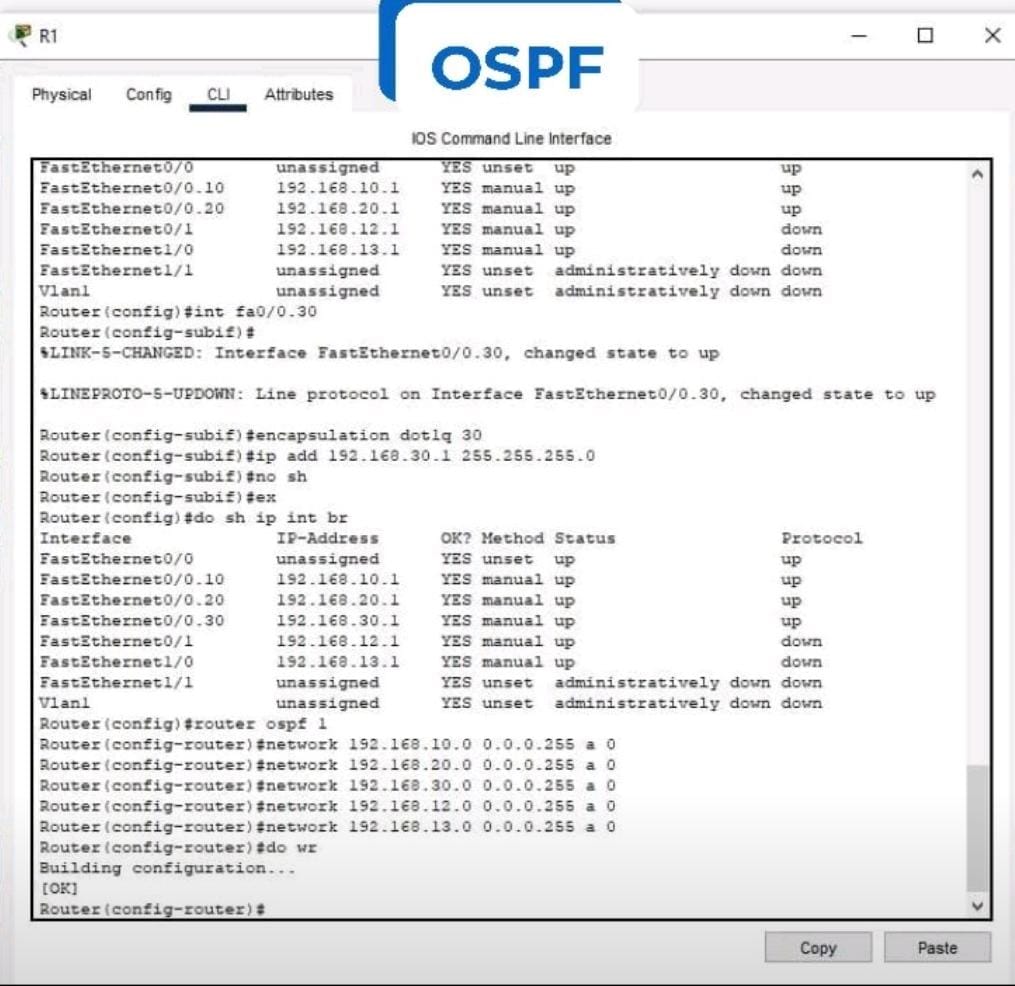 R1
OSPF
Physical Config CLI Attributes
IOS Command Line Interface
FastEthernet0/0 unassigned YES unset up up
FastEthernet0/0.10 192.168.10.1 YES manual up up
FastEthernet0/0.20 192.168.20.1 YES manual up up
FastEthernet0/1 192.168.12.1 YES manual up down
FastEthernet1/0 192.168.13.1 YES manual up down
FastEthernet1/1 unassigned YES unset administratively down down
Vlan1 unassigned YES unset administratively down down
Router(config)#int fa0/0.30
Router(config-subif)#
%LINK-5-CHANGED: Interface FastEthernet0/0.30, changed state to up
%LINEPROTO-5-UPDOWN: Line protocol on Interface FastEthernet0/0.30, changed state to up
Router(config-subif)#encapsulation dot1q 30
Router(config-subif)#ip add 192.168.30.1 255.255.255.0
Router(config-subif)#no sh
Router(config-subif)#ex
Router(config)#do sh ip int br
Interface IP-Address OK? Method Status Protocol
FastEthernet0/0 unassigned YES unset up up
FastEthernet0/0.10 192.168.10.1 YES manual up up
FastEthernet0/0.20 192.168.20.1 YES manual up up
FastEthernet0/0.30 192.168.30.1 YES manual up up
FastEthernet0/1 192.168.12.1 YES manual up down
FastEthernet1/0 192.168.13.1 YES manual up down
FastEthernet1/1 unassigned YES unset administratively down down
Vlan1 unassigned YES unset administratively down down
Router(config)#router ospf 1
Router(config-router)#network 192.168.10.0 0.0.0.255 a 0
Router(config-router)#network 192.168.20.0 0.0.0.255 a 0
Router(config-router)#network 192.168.30.0 0.0.0.255 a 0
Router(config-router)#network 192.168.12.0 0.0.0.255 a 0
Router(config-router)#network 192.168.13.0 0.0.0.255 a 0
Router(config-router)#do wr
Building configuration...
[OK]
Router(config-router)#
Copy Paste